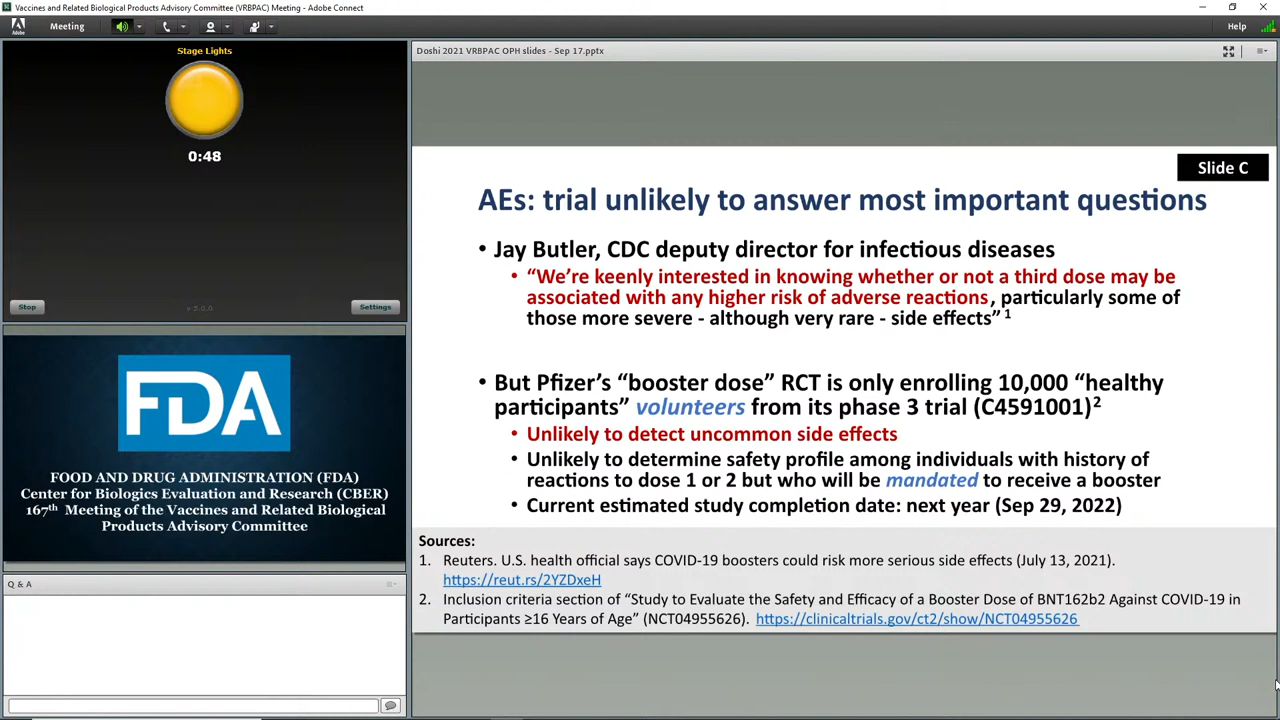 Vaccines and Related Biological Products Advisory Committee (VRBPAC) Meeting - Adobe Connect
Adobe
Meeting
Help
Stage Lights
0:48
Stop
v 3.0.0
Settings
FDA
FOOD AND DRUG ADMINISTRATION (FDA)
Center for Biologics Evaluation and Research (CBER)
167th Meeting of the Vaccines and Related Biological
Products Advisory Committee
Q & A
Doshi 2021 VRBPAC OPH slides - Sep 17.pptx
Slide C
AEs: trial unlikely to answer most important questions
• Jay Butler, CDC deputy director for infectious diseases
• “We’re keenly interested in knowing whether or not a third dose may be
associated with any higher risk of adverse reactions, particularly some of
those more severe - although very rare - side effects” 1
• But Pfizer’s “booster dose” RCT is only enrolling 10,000 “healthy
participants” volunteers from its phase 3 trial (C4591001)2
• Unlikely to detect uncommon side effects
• Unlikely to determine safety profile among individuals with history of
reactions to dose 1 or 2 but who will be mandated to receive a booster
• Current estimated study completion date: next year (Sep 29, 2022)
Sources:
1. Reuters. U.S. health official says COVID-19 boosters could risk more serious side effects (July 13, 2021).
https://reut.rs/2YZDxeH
2. Inclusion criteria section of “Study to Evaluate the Safety and Efficacy of a Booster Dose of BNT162b2 Against COVID-19 in
Participants ≥16 Years of Age” (NCT04955626). https://clinicaltrials.gov/ct2/show/NCT04955626